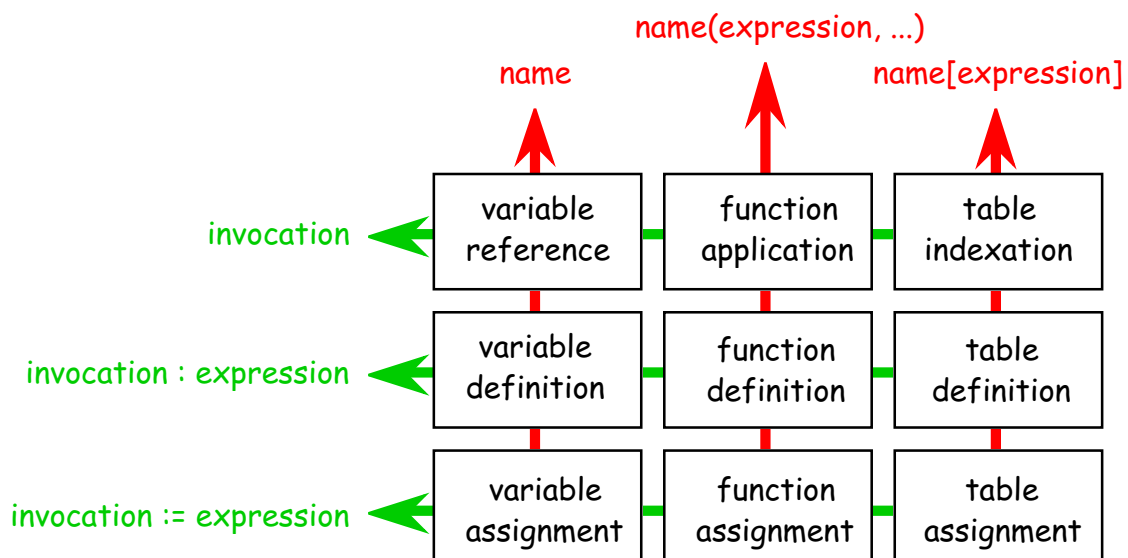 name(expression, ...)
name
name[expression]
invocation
variable
reference
function
application
table
indexation
invocation : expression
variable
definition
function
definition
table
definition
invocation := expression
variable
assignment
function
assignment
table
assignment